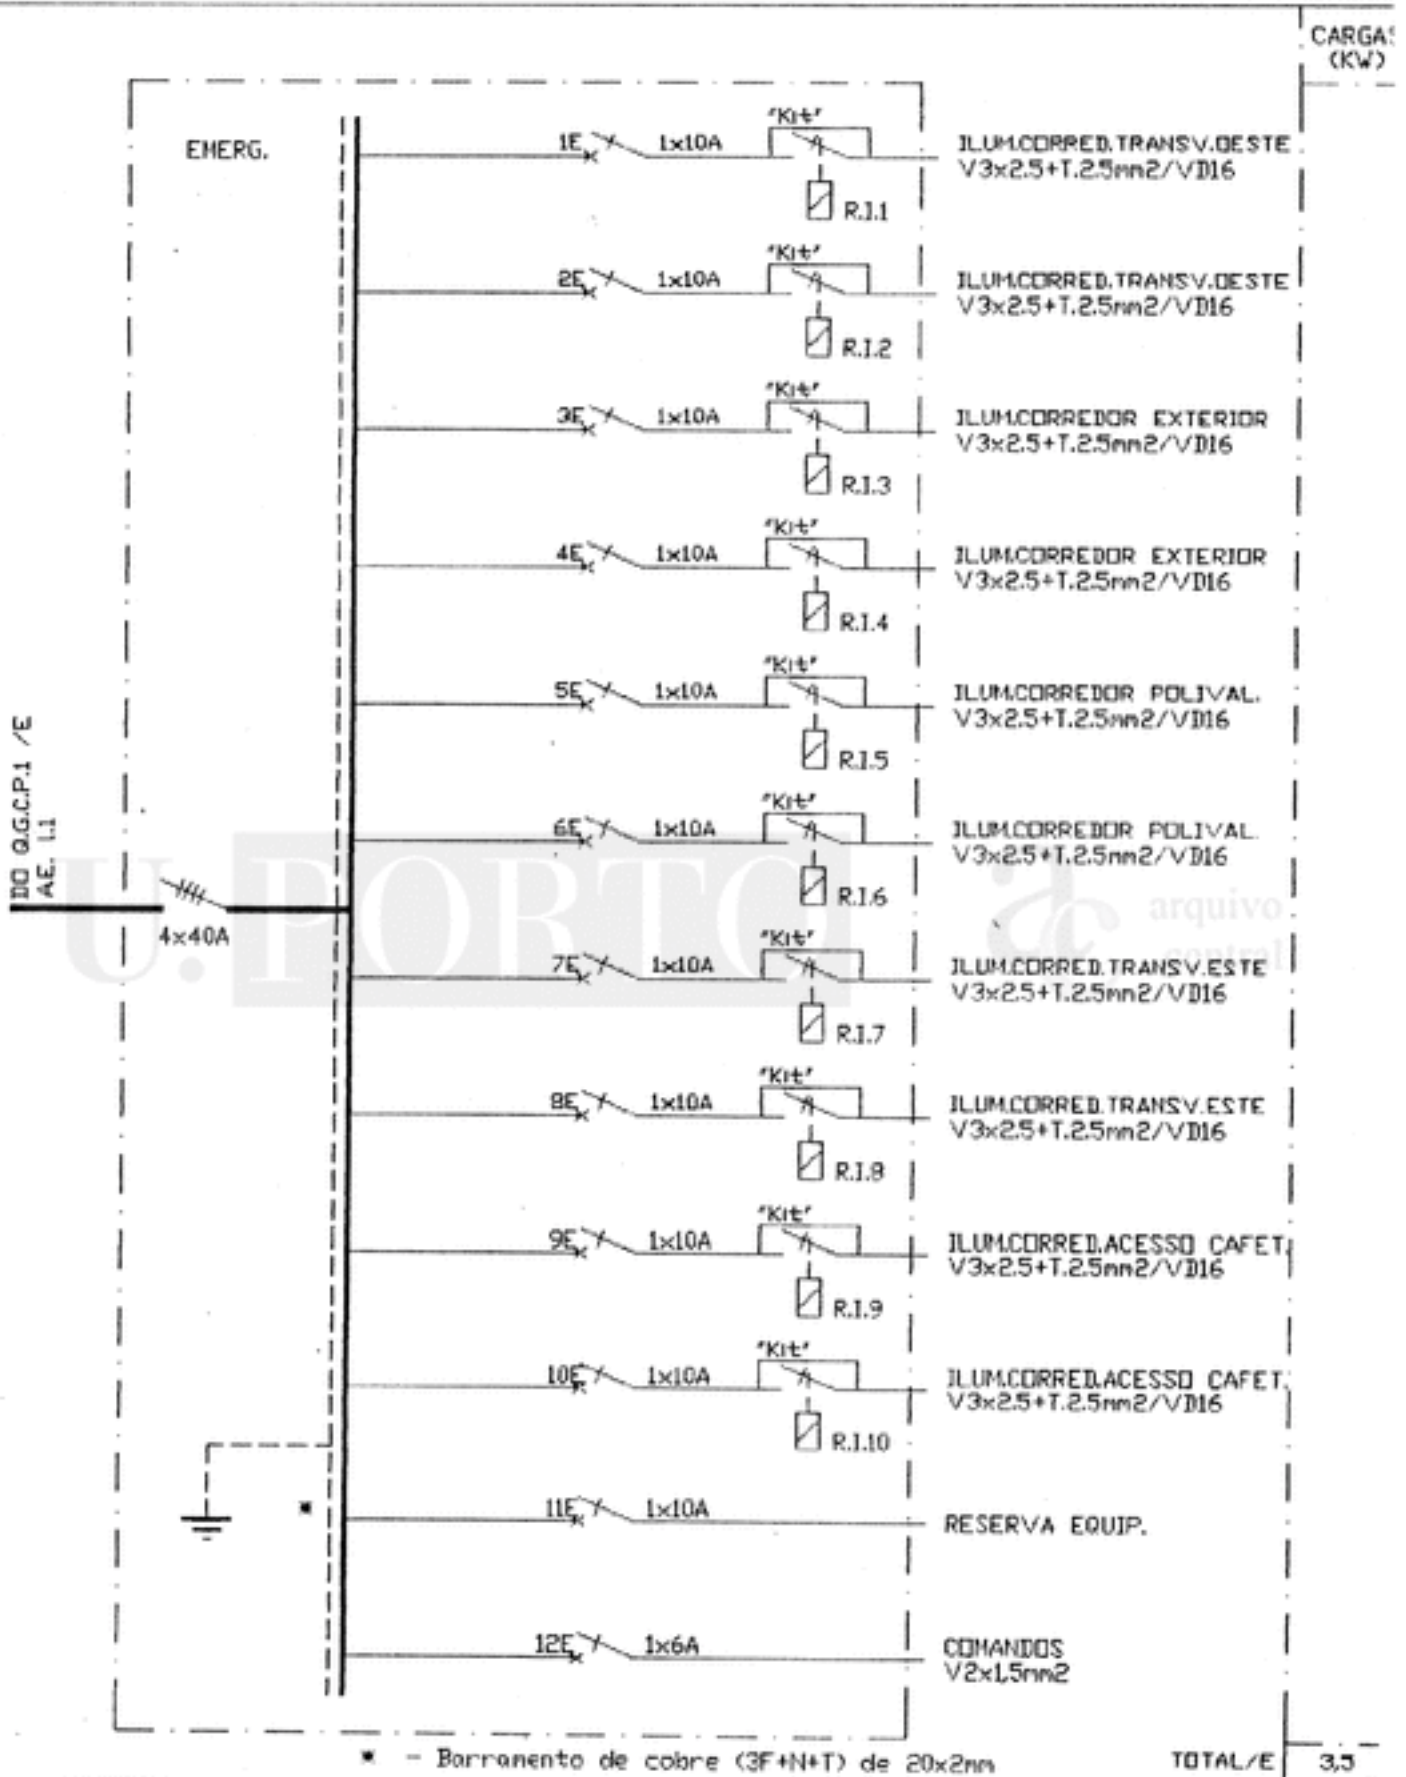 CARGAS
(KW)
EMERG.
1E 1x10A "Kit" R.I.1
ILUM.CORRED.TRANSV.OESTE
V3x2.5+T.2.5mm2/VD16
2E 1x10A "Kit" R.I.2
ILUM.CORRED.TRANSV.OESTE
V3x2.5+T.2.5mm2/VD16
3E 1x10A "Kit" R.I.3
ILUM.CORREDOR EXTERIOR
V3x2.5+T.2.5mm2/VD16
4E 1x10A "Kit" R.I.4
ILUM.CORREDOR EXTERIOR
V3x2.5+T.2.5mm2/VD16
5E 1x10A "Kit" R.I.5
ILUM.CORREDOR POLIVAL.
V3x2.5+T.2.5mm2/VD16
DO Q.G.C.P.1 /E
AE. 1.1
4x40A
6E 1x10A "Kit" R.I.6
ILUM.CORREDOR POLIVAL.
V3x2.5+T.2.5mm2/VD16
U. PORTO
ac arquivo
central
7E 1x10A "Kit" R.I.7
ILUM.CORRED.TRANSV.ESTE
V3x2.5+T.2.5mm2/VD16
8E 1x10A "Kit" R.I.8
ILUM.CORRED.TRANSV.ESTE
V3x2.5+T.2.5mm2/VD16
9E 1x10A "Kit" R.I.9
ILUM.CORRED.ACESSO CAFET.
V3x2.5+T.2.5mm2/VD16
10E 1x10A "Kit" R.I.10
ILUM.CORRED.ACESSO CAFET.
V3x2.5+T.2.5mm2/VD16
*
11E 1x10A
RESERVA EQUIP.
12E 1x6A
COMANDOS
V2x1,5mm2
* - Barramento de cobre (3F+N+T) de 20x2mm
TOTAL/E 3,5